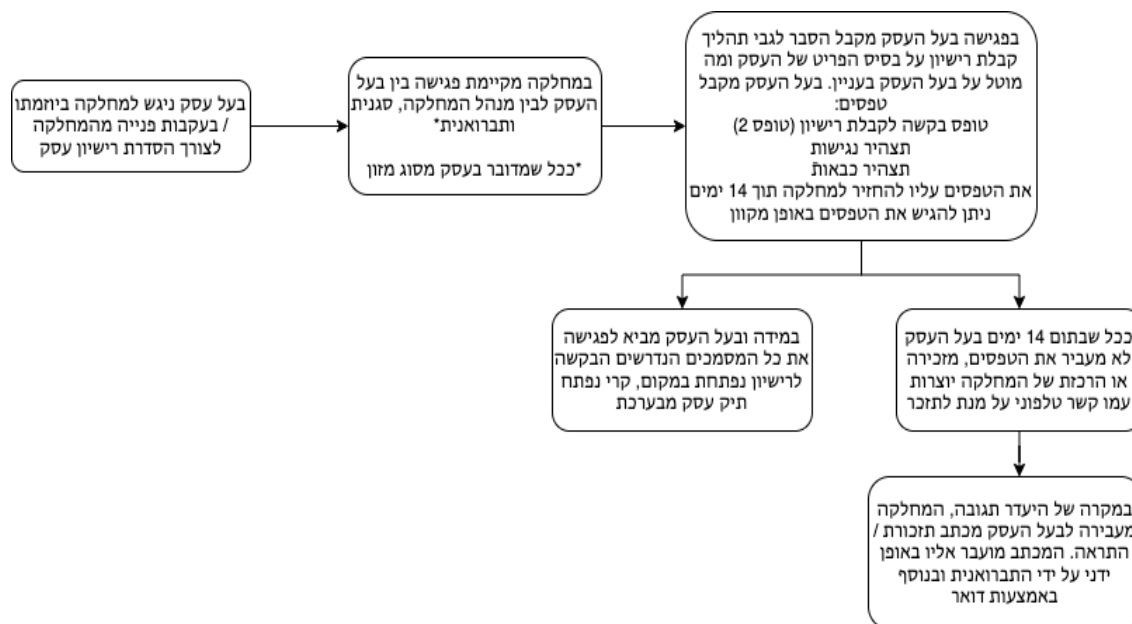 בעל עסק ניגש למחלקה ביוזמתו
/ בעקבות פנייה מהמחלקה
לצורך הסדרת רישיון עסק
במחלקה מקיימת פגישה בין בעל
העסק לבין מנהל המחלקה, סגנית
ותברואנית*
*ככל שמדובר בעסק מסוג מזון
בפגישה בעל העסק מקבל הסבר לגבי תהליך
קבלת רישיון על בסיס הפריט של העסק ומה
מוטל על בעל העסק בעניין. בעל העסק מקבל
טפסים:
טופס בקשה לקבלת רישיון (טופס 2)
תצהיר נגישות
תצהיר כבאות
את הטפסים עליו להחזיר למחלקה תוך 14 ימים
ניתן להגיש את הטפסים באופן מקוון
במידה ובעל העסק מביא לפגישה
את כל המסמכים הנדרשים הבקשה
לרישיון נפתחת במקום, קרי נפתח
תיק עסק מבערכת
ככל שבתום 14 ימים בעל העסק
לא מעביר את הטפסים, מזכירה
או הרכזת של המחלקה יוצרות
עמו קשר טלפוני על מנת לתזכר
במקרה של היעדר תגובה, המחלקה
מעבירה לבעל העסק מכתב תזכורת /
התראה. המכתב מועבר אליו באופן
ידני על ידי התברואנית ובנוסף
באמצעות דואר